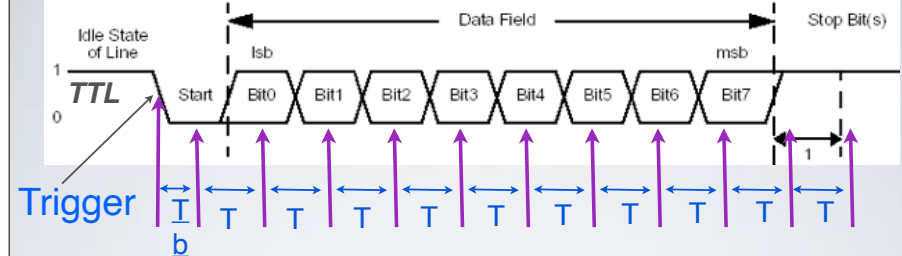 Data Field
Stop Bit(s)
Idle State
of Line
lsb
msb
1
TTL
Start
Bit0
Bit1
Bit2
Bit3
Bit4
Bit5
Bit6
Bit7
0
1
Trigger
T
b
T
T
T
T
T
T
T
T
T
T